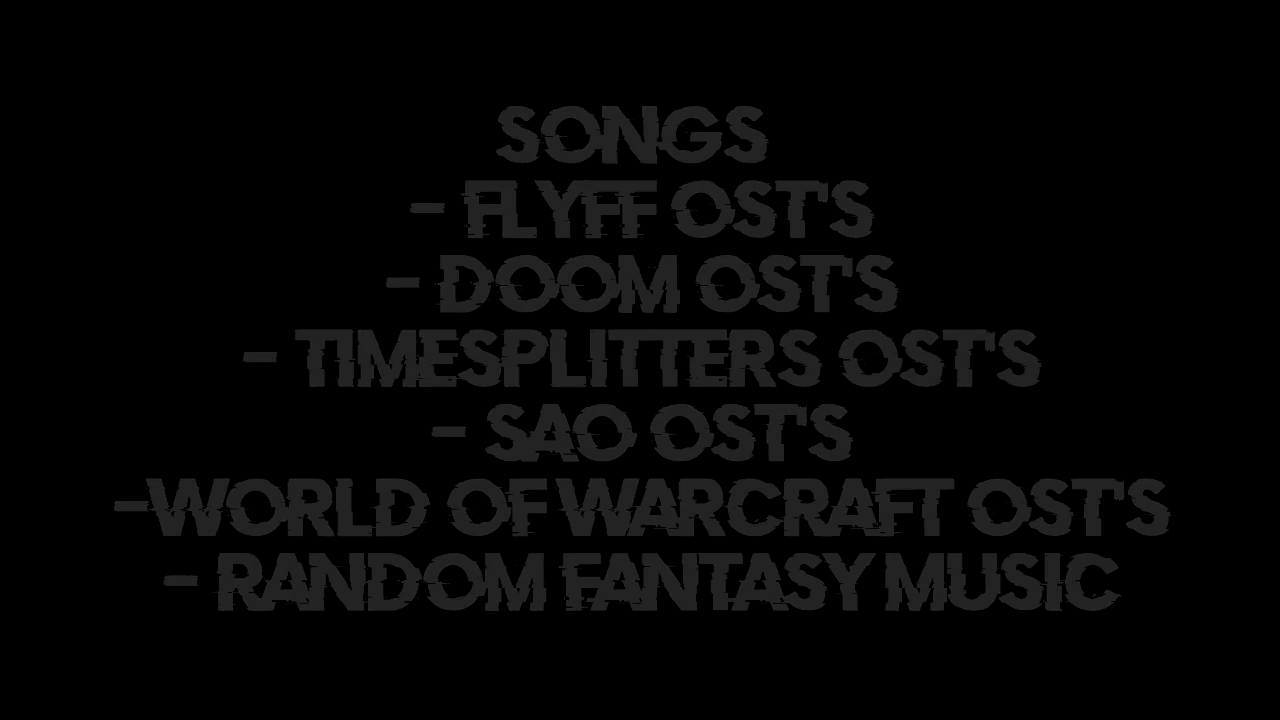 SONGS
- FLYFF OST'S
- DOOM OST'S
- TIMESPLITTERS OST'S
- SAO OST'S
-WORLD OF WARCRAFT OST'S
- RANDOM FANTASY MUSIC